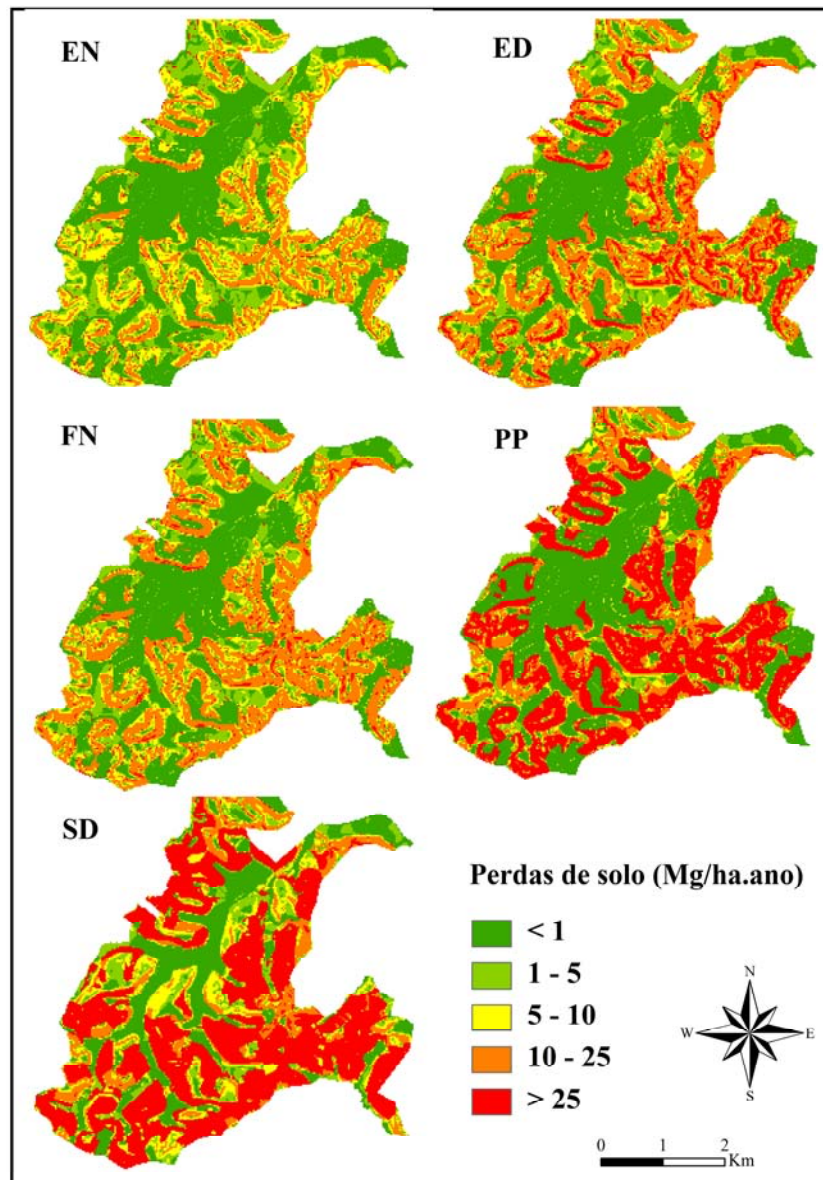 EN
ED
FN
PP
SD
Perdas de solo (Mg/ha.ano)
< 1
1 - 5
5 - 10
10 - 25
> 25
N
W E
S
0 1 2
Km